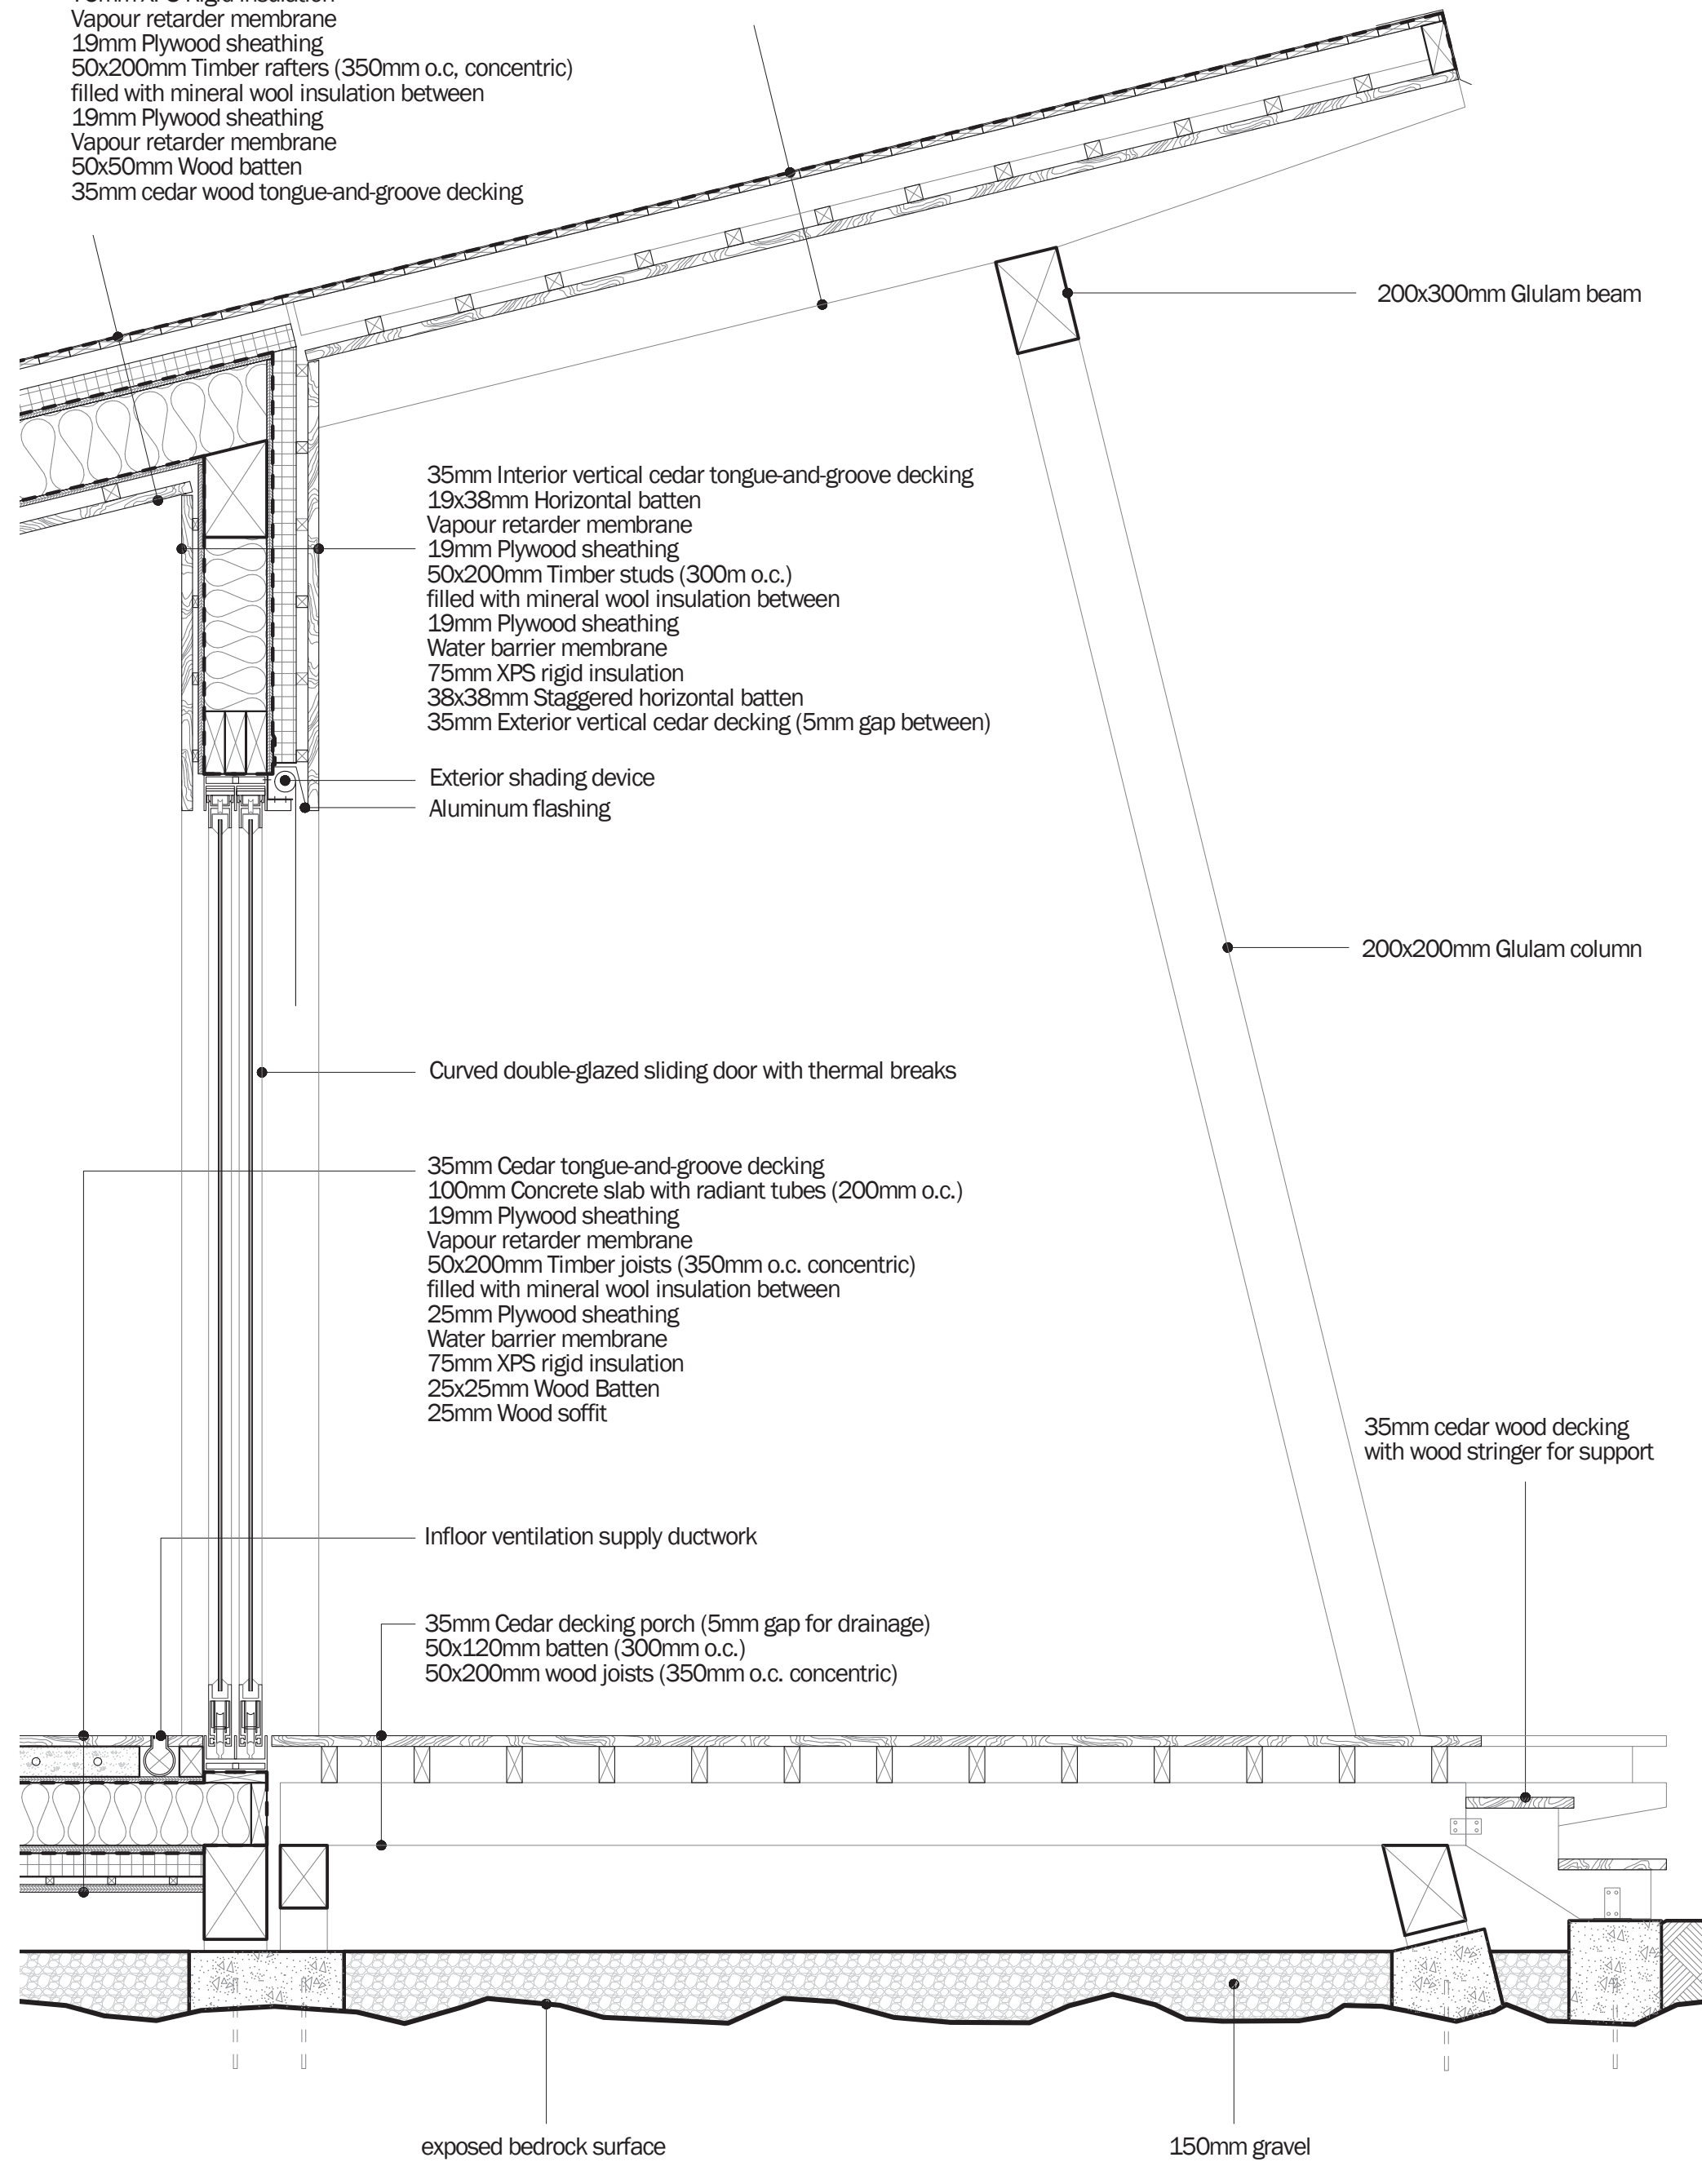 Vapour retarder membrane
19mm Plywood sheathing
50x200mm Timber rafters (350mm o.c, concentric)
filled with mineral wool insulation between
19mm Plywood sheathing
Vapour retarder membrane
50x50mm Wood batten
35mm cedar wood tongue-and-groove decking
200x300mm Glulam beam
35mm Interior vertical cedar tongue-and-groove decking
19x38mm Horizontal batten
Vapour retarder membrane
19mm Plywood sheathing
50x200mm Timber studs (300m o.c.)
filled with mineral wool insulation between
19mm Plywood sheathing
Water barrier membrane
75mm XPS rigid insulation
38x38mm Staggered horizontal batten
35mm Exterior vertical cedar decking (5mm gap between)
Exterior shading device
Aluminum flashing
200x200mm Glulam column
Curved double-glazed sliding door with thermal breaks
35mm Cedar tongue-and-groove decking
100mm Concrete slab with radiant tubes (200mm o.c.)
19mm Plywood sheathing
Vapour retarder membrane
50x200mm Timber joists (350mm o.c. concentric)
filled with mineral wool insulation between
25mm Plywood sheathing
Water barrier membrane
75mm XPS rigid insulation
25x25mm Wood Batten
25mm Wood soffit
35mm cedar wood decking
with wood stringer for support
Infloor ventilation supply ductwork
35mm Cedar decking porch (5mm gap for drainage)
50x120mm batten (300mm o.c.)
50x200mm wood joists (350mm o.c. concentric)
exposed bedrock surface
150mm gravel